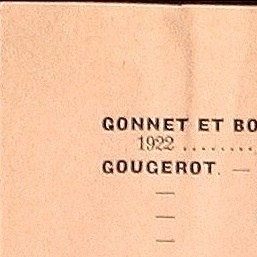 GONNET ET BO
1922 ........
GOUGEROT. —
—
—
—